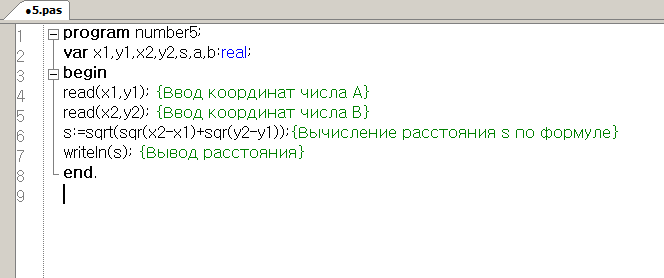 ●5.pas
1 program number5;
2 var x1,y1,x2,y2,s,a,b:real;
3 begin
4 read(x1,y1); {Ввод координат числа А}
5 read(x2,y2); {Ввод координат числа В}
6 s:=sqrt(sqr(x2-x1)+sqr(y2-y1));{Вычисление расстояния s по формуле}
7 writeln(s); {Вывод расстояния}
8 end.
9